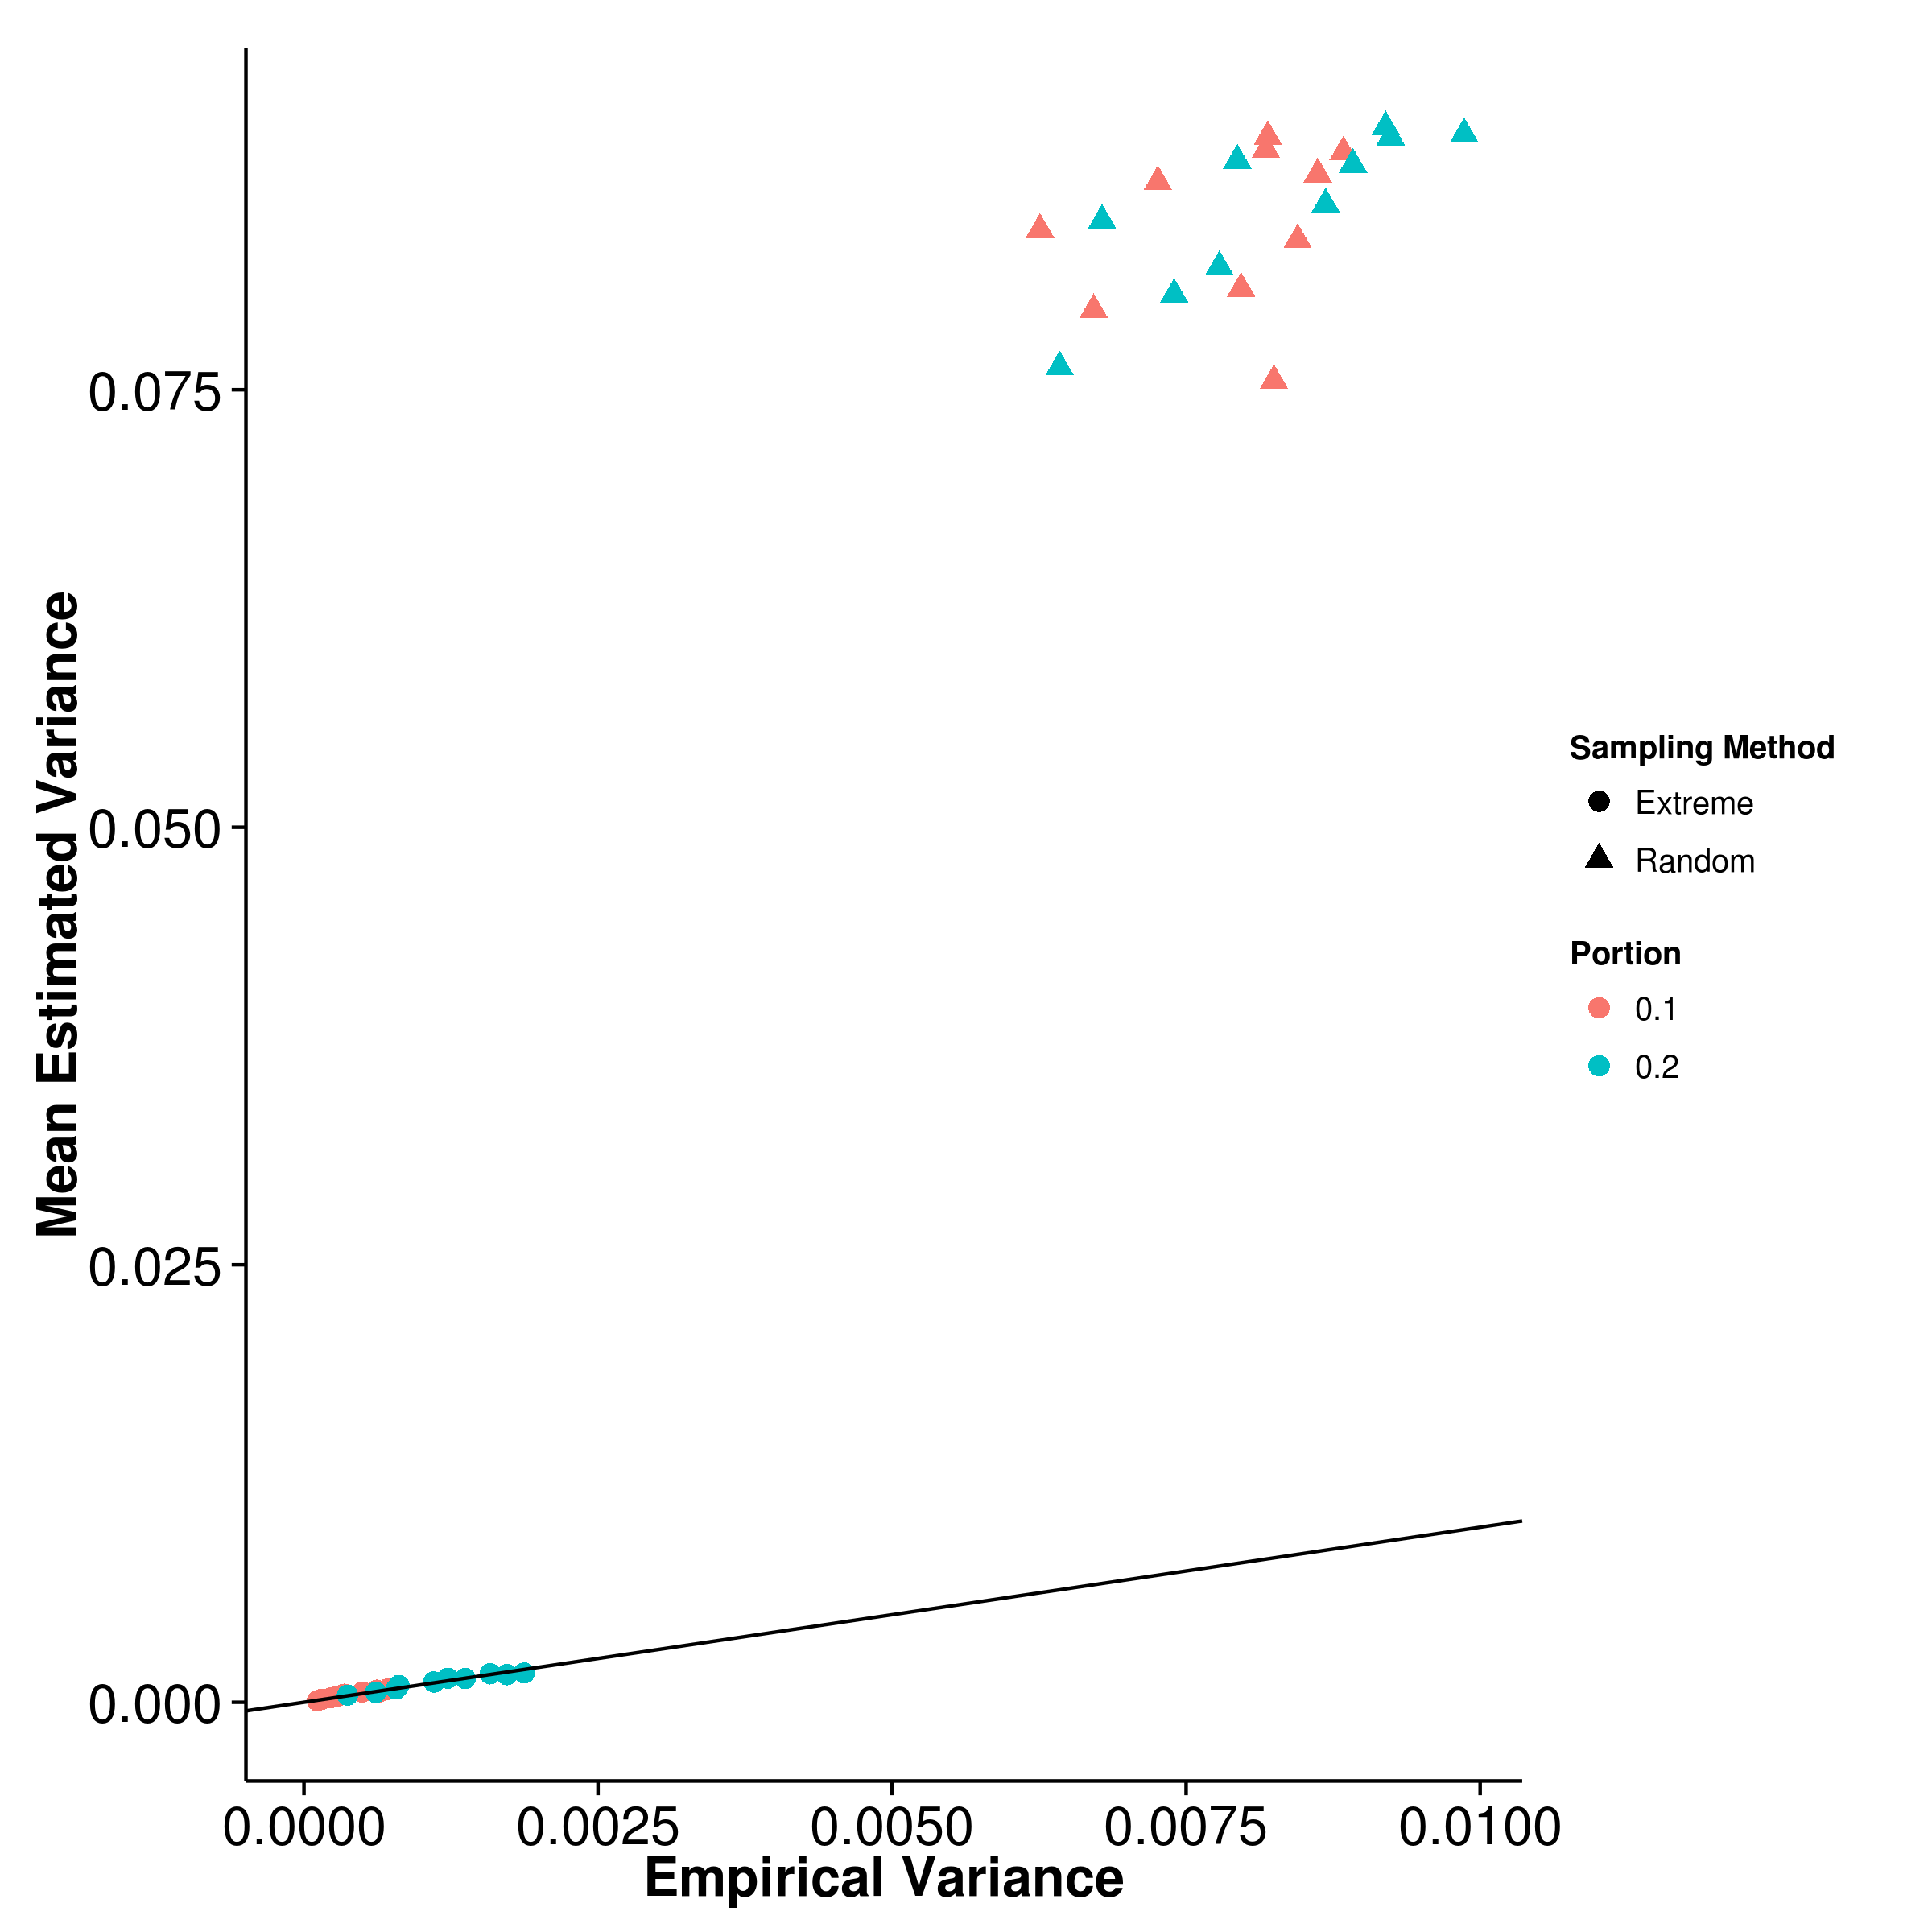 Mean Estimated Variance
0.075
0.050
0.025
0.000
0.0000 0.0025 0.0050 0.0075 0.0100
Empirical Variance
Sampling Method
Extreme
Random
Portion
0.1
0.2